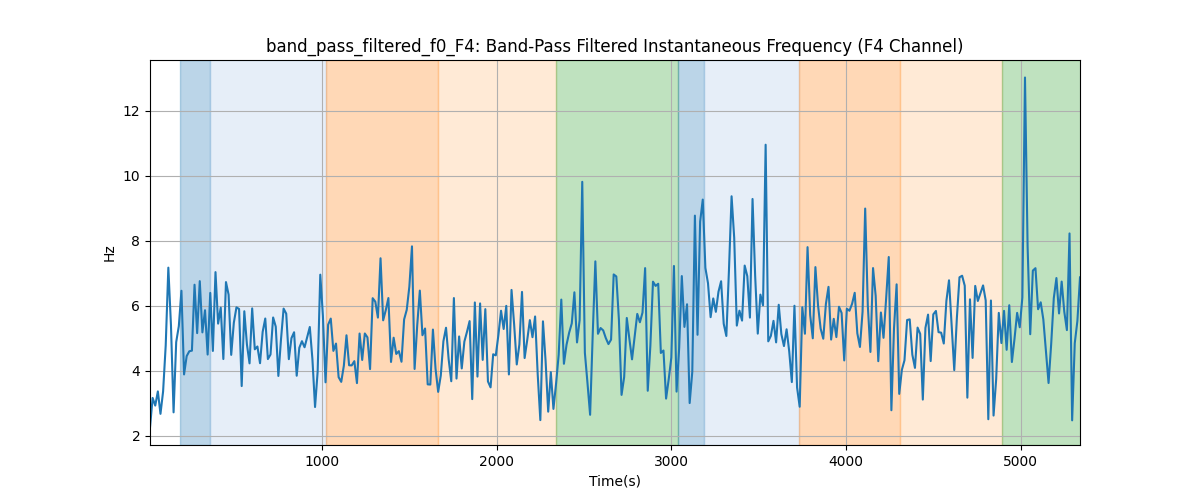 band_pass_filtered_f0_F4: Band-Pass Filtered Instantaneous Frequency (F4 Channel)
12
10
8
6
4
2
Hz
1000 2000 3000 4000 5000
Time(s)